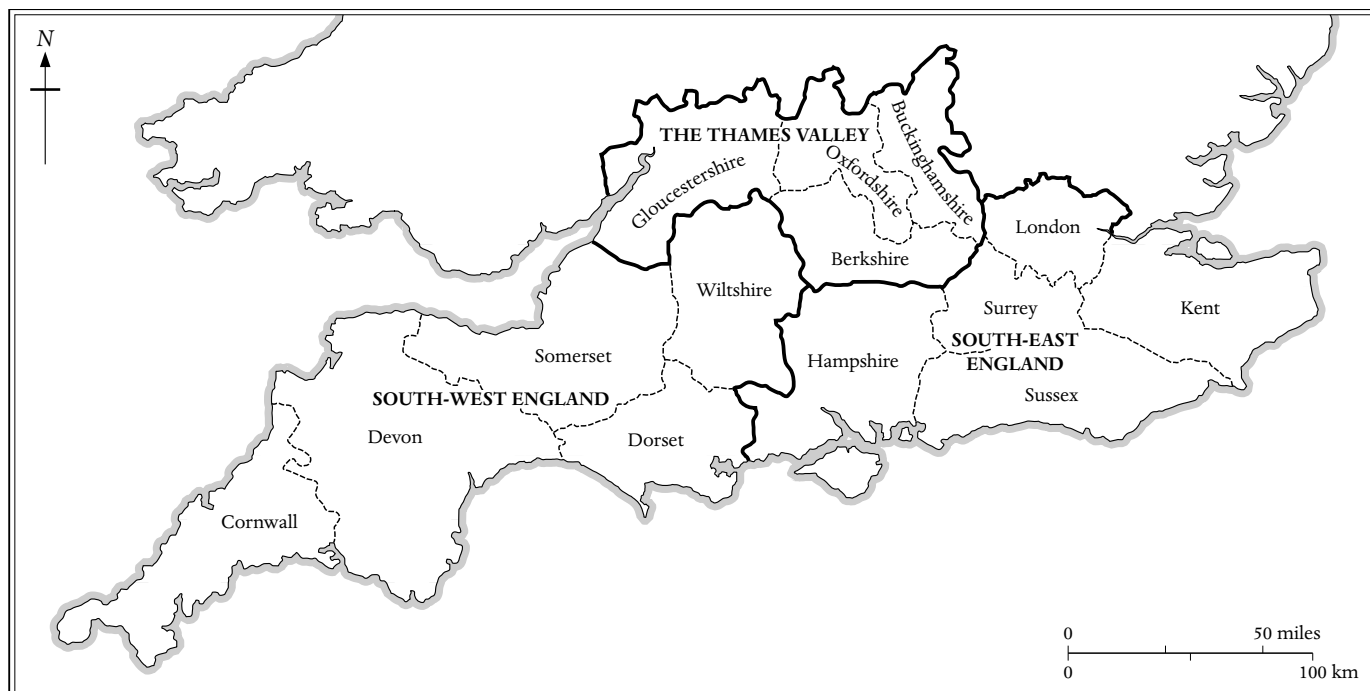 N
THE THAMES VALLEY
Buckinghamshire
Oxfordshire
Gloucestershire
London
Berkshire
Wiltshire
Surrey
Kent
SOUTH-EAST
ENGLAND
Somerset
Hampshire
Sussex
SOUTH-WEST ENGLAND
Devon
Dorset
Cornwall
0 50 miles
0 100 km